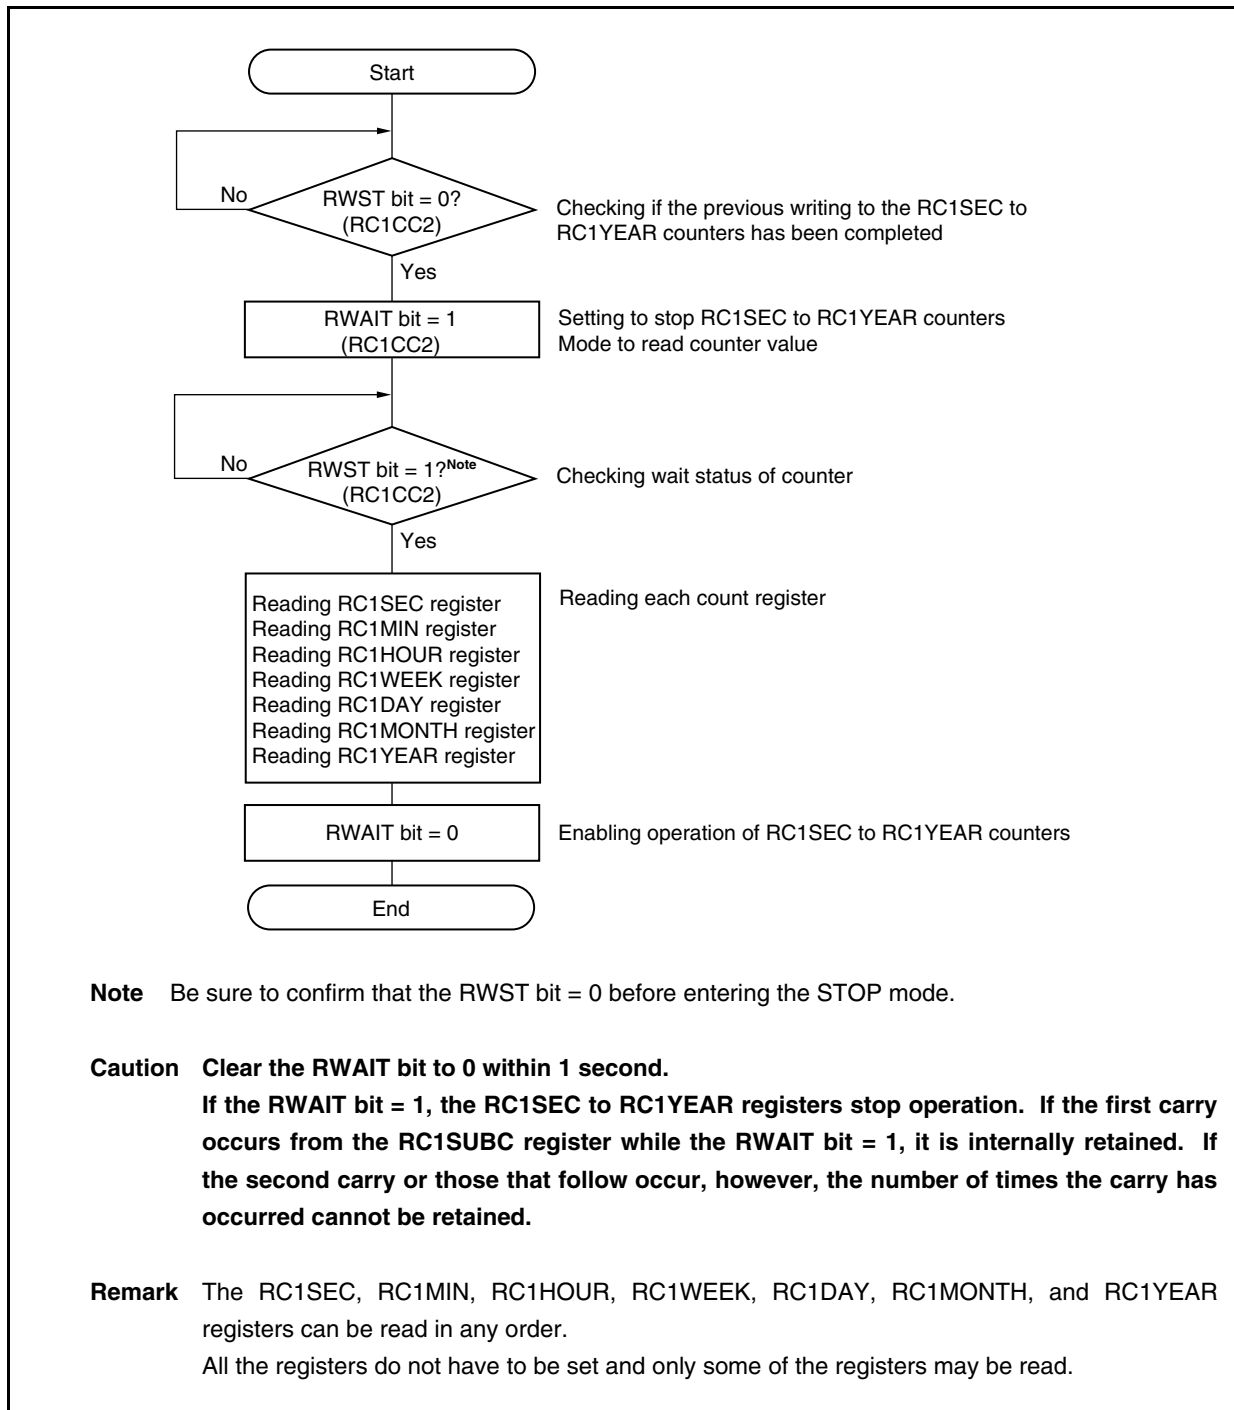 Start
No
RWST bit = 0?
(RC1CC2)
Checking if the previous writing to the RC1SEC to
RC1YEAR counters has been completed
Yes
RWAIT bit = 1
(RC1CC2)
Setting to stop RC1SEC to RC1YEAR counters
Mode to read counter value
No
RWST bit = 1?Note
(RC1CC2)
Checking wait status of counter
Yes
Reading RC1SEC register
Reading RC1MIN register
Reading RC1HOUR register
Reading RC1WEEK register
Reading RC1DAY register
Reading RC1MONTH register
Reading RC1YEAR register
Reading each count register
RWAIT bit = 0
Enabling operation of RC1SEC to RC1YEAR counters
End
Note Be sure to confirm that the RWST bit = 0 before entering the STOP mode.
Caution Clear the RWAIT bit to 0 within 1 second.
If the RWAIT bit = 1, the RC1SEC to RC1YEAR registers stop operation. If the first carry
occurs from the RC1SUBC register while the RWAIT bit = 1, it is internally retained. If
the second carry or those that follow occur, however, the number of times the carry has
occurred cannot be retained.
Remark The RC1SEC, RC1MIN, RC1HOUR, RC1WEEK, RC1DAY, RC1MONTH, and RC1YEAR
registers can be read in any order.
All the registers do not have to be set and only some of the registers may be read.